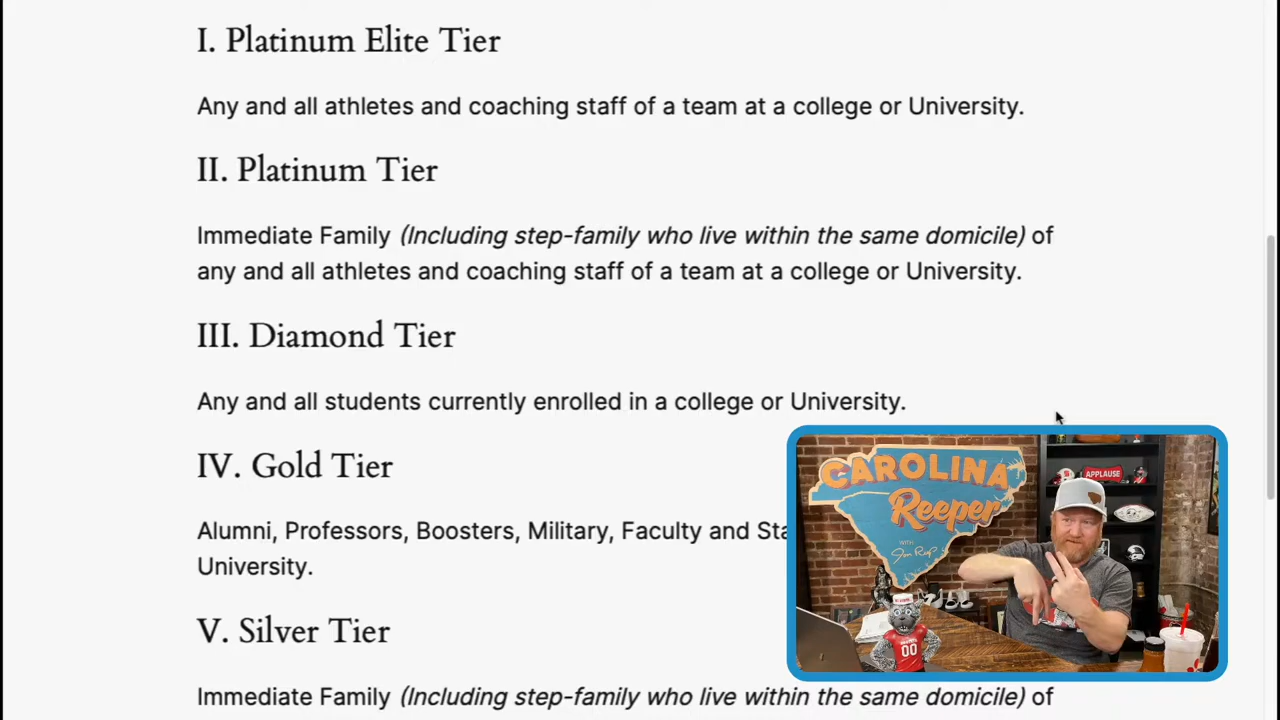 I. Platinum Elite Tier
Any and all athletes and coaching staff of a team at a college or University.
II. Platinum Tier
Immediate Family (Including step-family who live within the same domicile) of
any and all athletes and coaching staff of a team at a college or University.
III. Diamond Tier
Any and all students currently enrolled in a college or University.
IV. Gold Tier
Alumni, Professors, Boosters, Military, Faculty and
University.
V. Silver Tier
Immediate Family (Including step-family who live within the same domicile) of
CAROLINA
Reeper
WITH
APPLAUSE
00